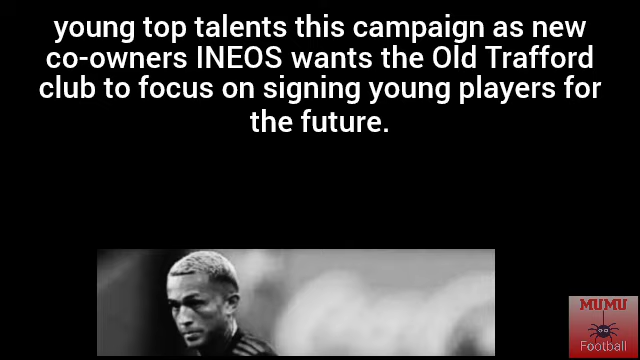 young top talents this campaign as new
co-owners INEOS wants the Old Trafford
club to focus on signing young players for
the future.
MUMU
Football